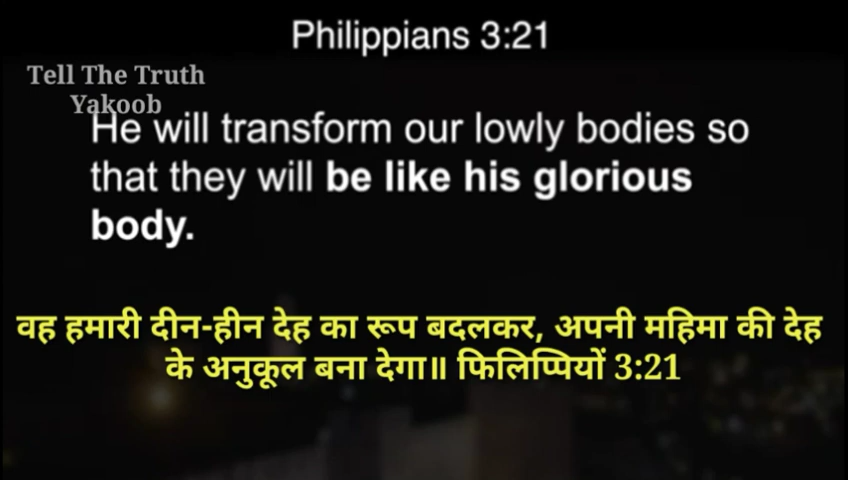 Philippians 3:21
Tell The Truth
Yakoob
He will transform our lowly bodies so
that they will be like his glorious
body.
वह हमारी दीन-हीन देह का रूप बदलकर, अपनी महिमा की देह
के अनुकूल बना देगा॥ फिलिप्पियों 3:21